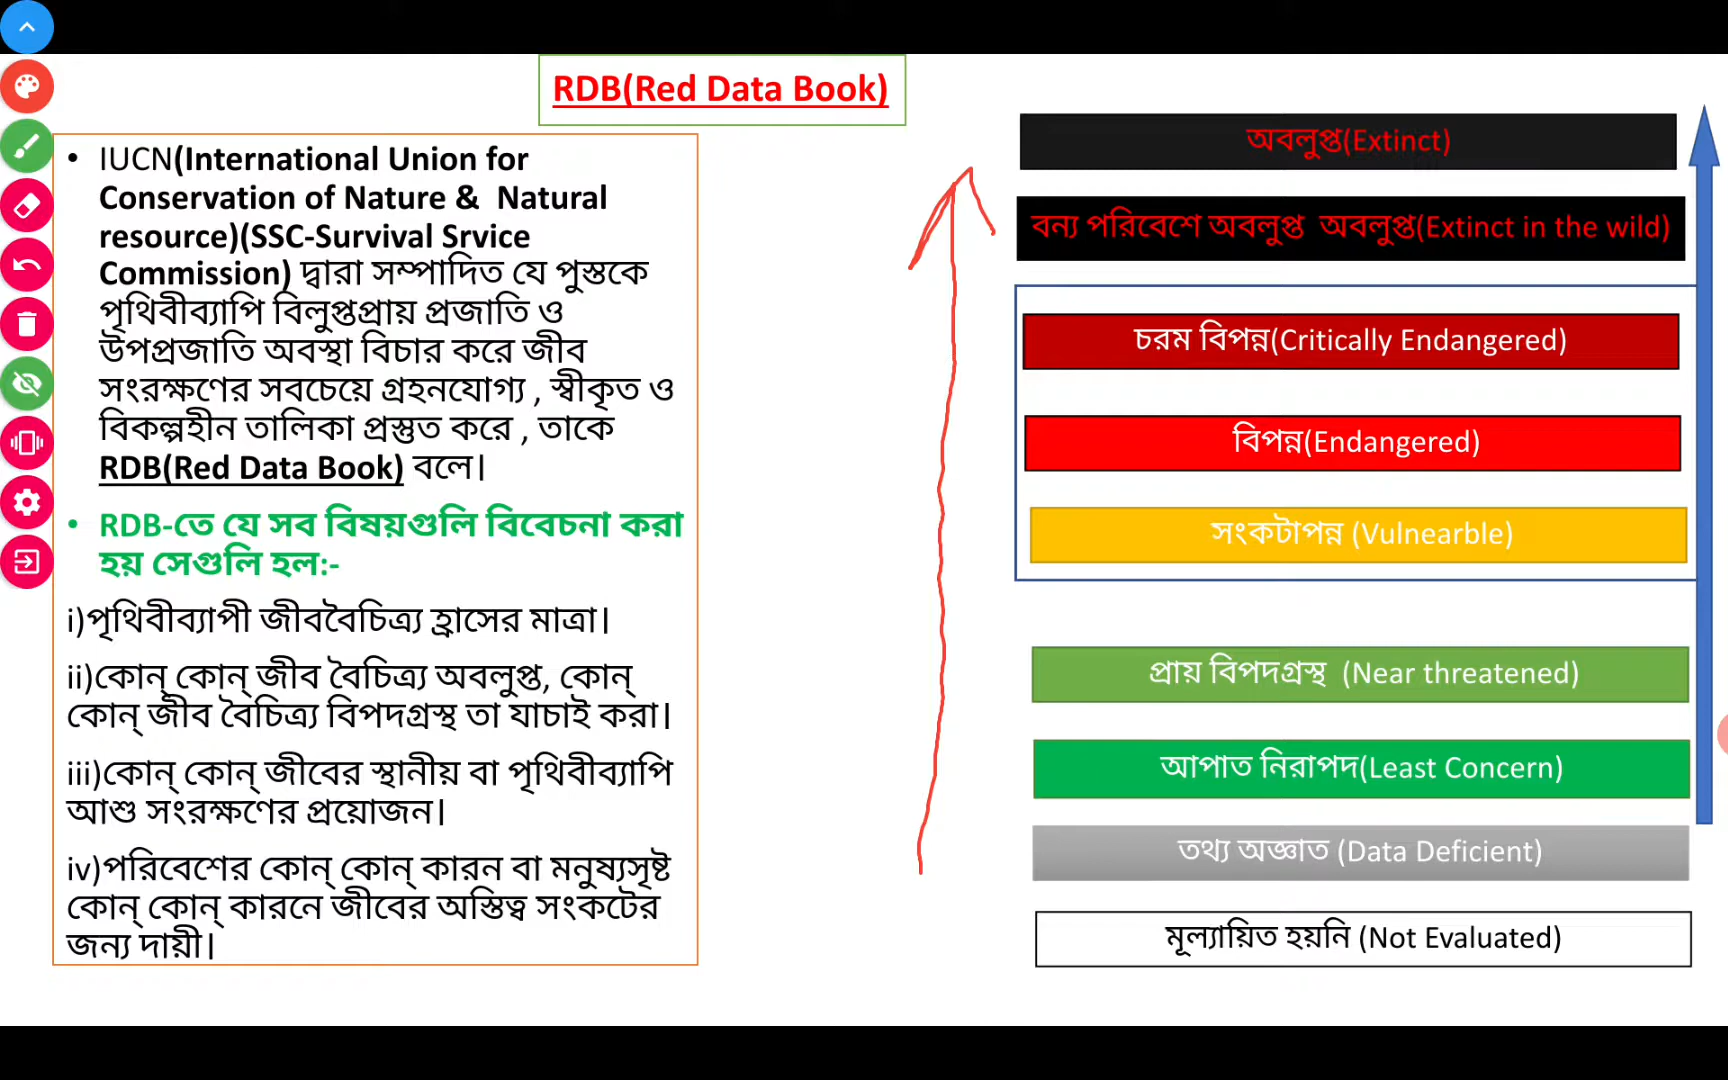 RDB(Red Data Book)
• IUCN(International Union for
Conservation of Nature & Natural
resource)(SSC-Survival Srvice
Commission) দ্বারা সম্পাদিত যে পুস্তকে
পৃথিবীব্যাপি বিলুপ্তপ্রায় প্রজাতি ও
উপপ্রজাতি অবস্থা বিচার করে জীব
সংরক্ষণের সবচেয়ে গ্রহনযোগ্য , স্বীকৃত ও
বিকল্পহীন তালিকা প্রস্তুত করে , তাকে
RDB(Red Data Book) বলে।
• RDB-তে যে সব বিষয়গুলি বিবেচনা করা
হয় সেগুলি হল:-
i)পৃথিবীব্যাপী জীববৈচিত্র্য হ্রাসের মাত্রা।
ii)কোন্ কোন্ জীব বৈচিত্র্য অবলুপ্ত, কোন্
কোন্ জীব বৈচিত্র্য বিপদগ্রস্থ তা যাচাই করা।
iii)কোন্ কোন্ জীবের স্থানীয় বা পৃথিবীব্যাপি
আশু সংরক্ষণের প্রয়োজন।
iv)পরিবেশের কোন্ কোন্ কারন বা মনুষ্যসৃষ্ট
কোন্ কোন্ কারনে জীবের অস্তিত্ব সংকটের
জন্য দায়ী।
অবলুপ্ত(Extinct)
বন্য পরিবেশে অবলুপ্ত অবলুপ্ত(Extinct in the wild)
চরম বিপন্ন(Critically Endangered)
বিপন্ন(Endangered)
সংকটাপন্ন (Vulnearble)
প্রায় বিপদগ্রস্থ (Near threatened)
আপাত নিরাপদ(Least Concern)
তথ্য অজ্ঞাত (Data Deficient)
মূল্যায়িত হয়নি (Not Evaluated)